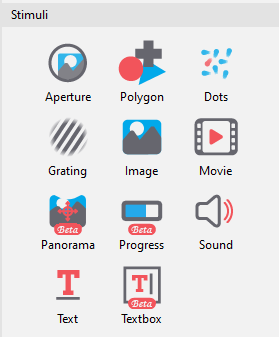 Stimuli
Aperture Polygon Dots
Grating Image Movie
Beta Beta
Panorama Progress Sound
T T
Beta
Text Textbox